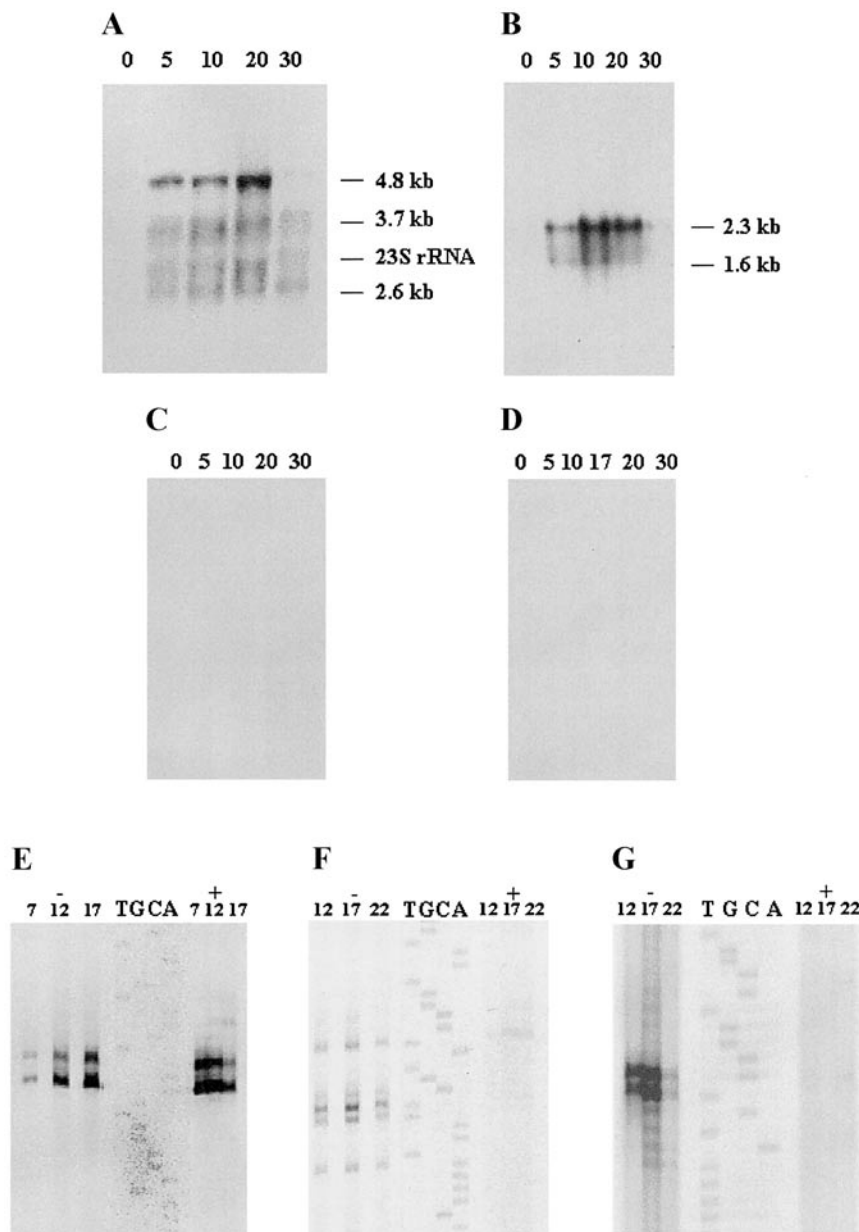 A
B
0 5 10 20 30
0 5 10 20 30
4.8 kb
3.7 kb
23S rRNA
2.6 kb
2.3 kb
1.6 kb
C
D
0 5 10 20 30
0 5 10 17 20 30
E
F
G
- +
7 12 17 TGCA 7 12 17
- +
12 17 22 TGCA 12 17 22
- +
12 17 22 T G C A 12 17 22